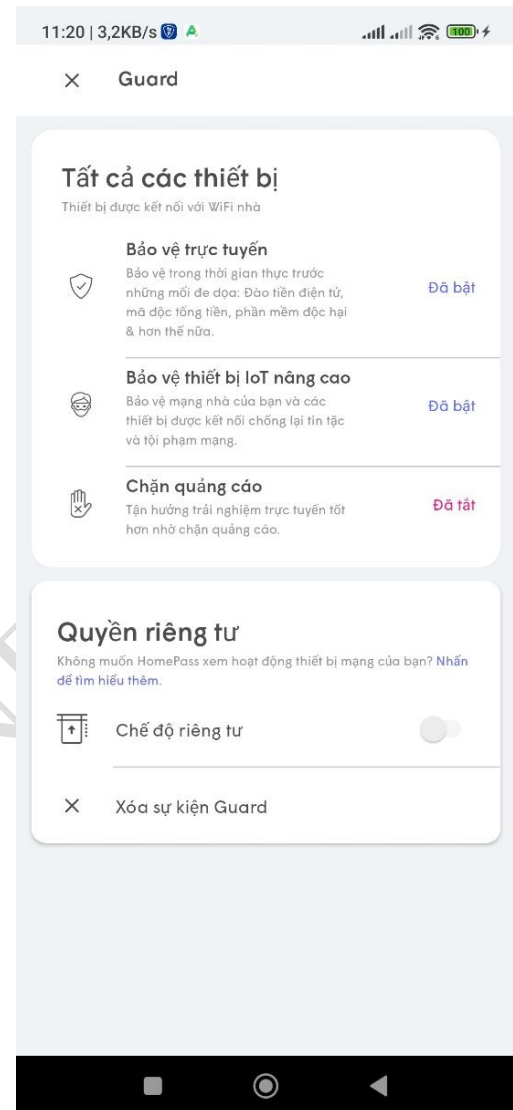 11:20 | 3,2KB/s
100
Guard
Tất cả các thiết bị
Thiết bị được kết nối với WiFi nhà
Bảo vệ trực tuyến
Bảo vệ trong thời gian thực trước
những mối đe dọa: Đào tiền điện tử,
mã độc tống tiền, phần mềm độc hại
& hơn thế nữa.
Đã bật
Bảo vệ thiết bị IoT nâng cao
Bảo vệ mạng nhà của bạn và các
thiết bị được kết nối chống lại tin tặc
và tội phạm mạng.
Đã bật
Chặn quảng cáo
Tận hưởng trải nghiệm trực tuyến tốt
hơn nhờ chặn quảng cáo.
Đã tắt
Quyền riêng tư
Không muốn HomePass xem hoạt động thiết bị mạng của bạn? Nhấn
để tìm hiểu thêm.
Chế độ riêng tư
Xóa sự kiện Guard